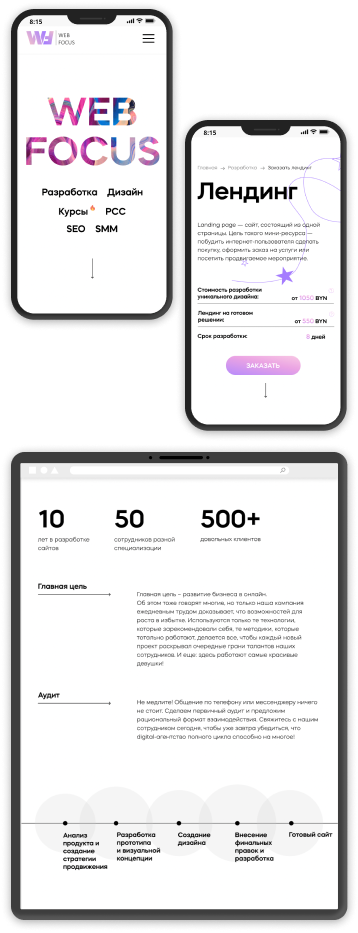 8:15
WEB
FOCUS
WEB
FOCUS
Разработка Дизайн
Курсы PCC
SEO SMM
8:15
Главная → Разработка → Заказать лендинг
Лендинг
Landing page — сайт, состоящий из одной
страницы. Цель такого мини-ресурса —
побудить интернет-пользователя сделать
покупку, оформить заказ на услуги или
посетить продвигаемое мероприятие.
Стоимость разработки
уникального дизайна:
от 1050 BYN
Лендинг на готовом
решении:
от 550 BYN
Срок разработки:
6 дней
ЗАКАЗАТЬ
10 50 500+
лет в разработке
сайтов
сотрудников разной
специализации
довольных клиентов
Главная цель
Главная цель – развитие бизнеса в онлайн.
Об этом тоже говорят многие, но только наша компания
ежедневным трудом доказывает, что возможностей для
роста в избытке. Используются только те технологии,
которые зарекомендовали себя, те методики, которые
тотально работают, делается все, чтобы каждый новый
проект раскрывал очередные грани талантов наших
сотрудников. И еще: здесь работают самые красивые
девушки!
Аудит
Не медлите! Общение по телефону или мессенджеру ничего
не стоит. Сделаем первичный аудит и предложим
рациональный формат взаимодействия. Свяжитесь с нашим
сотрудником сегодня, чтобы уже завтра убедиться, что
digital-агентство полного цикла способно на многое!
Анализ
продукта и
создание
стратегии
продвижения
Разработка
прототипа
и визуальной
концепции
Создание
дизайна
Внесение
финальных
правок и
разработка
Готовый сайт